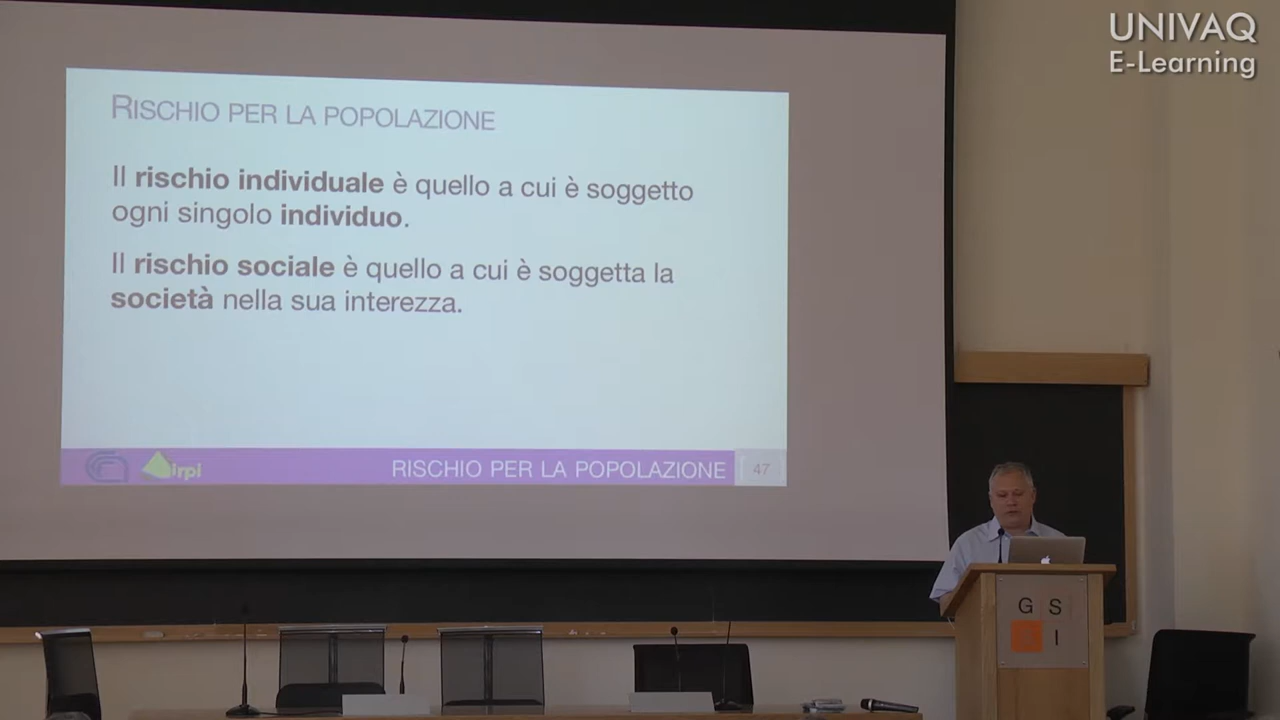 UNIVAQ
E-Learning
RISCHIO PER LA POPOLAZIONE
Il rischio individuale è quello a cui è soggetto
ogni singolo individuo.
Il rischio sociale è quello a cui è soggetta la
società nella sua interezza.
irpi
RISCHIO PER LA POPOLAZIONE
47
G S
I